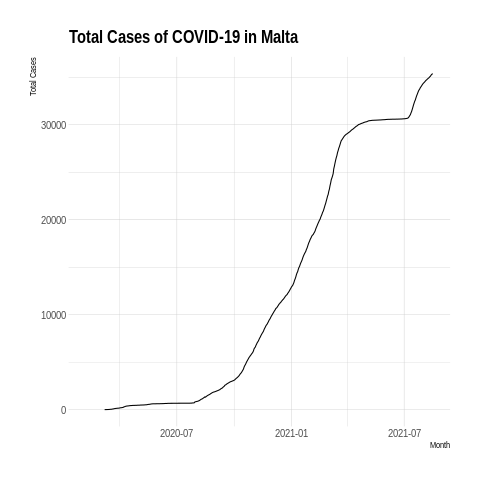 Total Cases of COVID-19 in Malta
Total Cases
30000
20000
10000
0
2020-07
2021-01
2021-07
Month